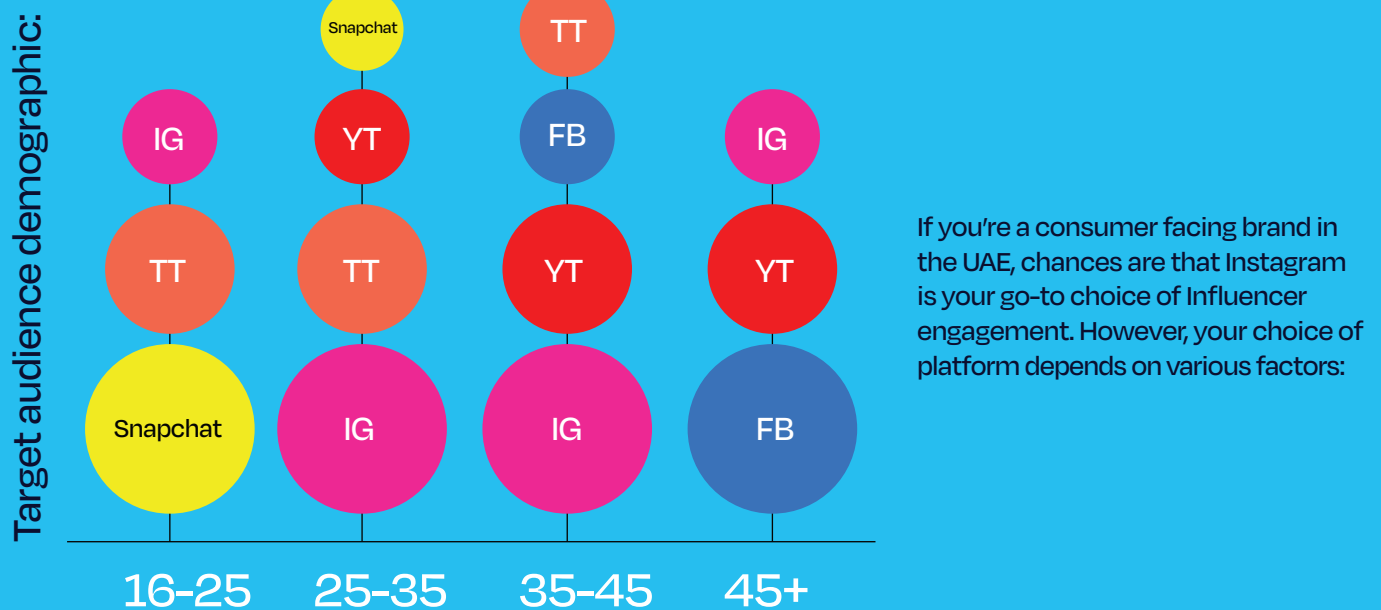 Target audience demographic:
Snapchat
TT
IG
YT
FB
IG
TT
TT
YT
YT
Snapchat
IG
IG
FB
16-25
25-35
35-45
45+
If you’re a consumer facing brand in
the UAE, chances are that Instagram
is your go-to choice of Influencer
engagement. However, your choice of
platform depends on various factors: